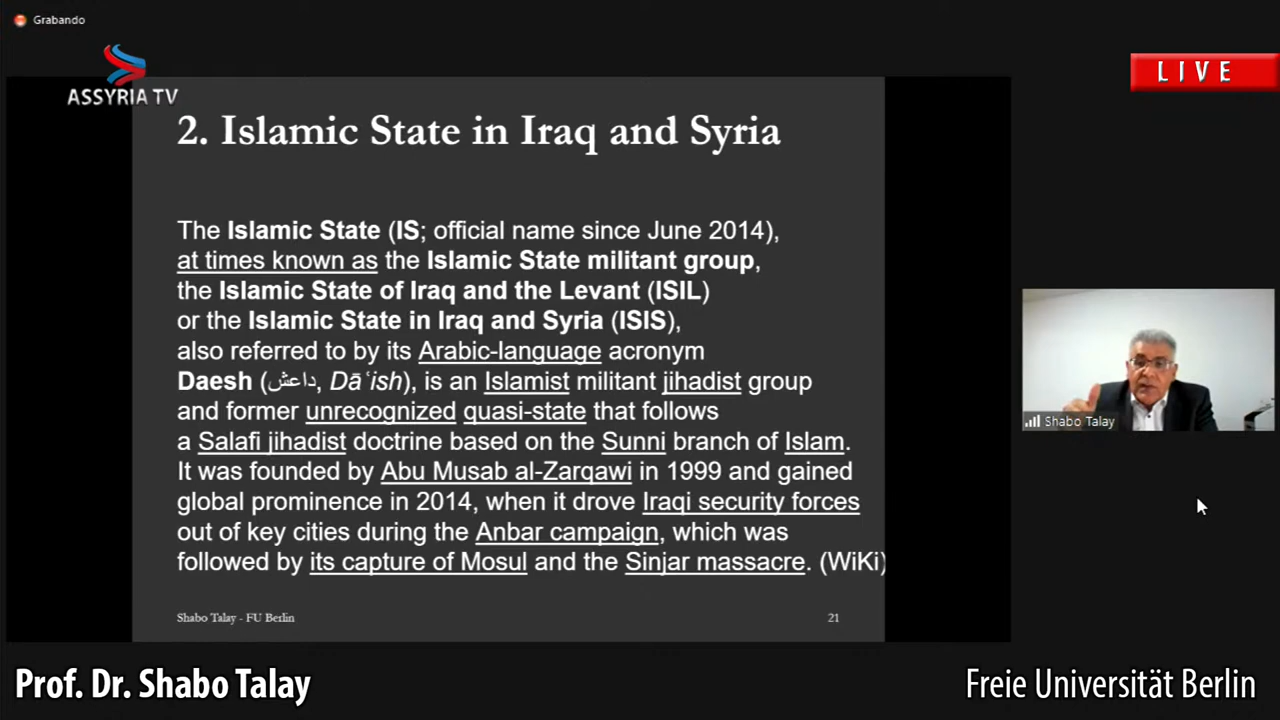 Grabando
ASSYRIA TV
LIVE
2. Islamic State in Iraq and Syria
The Islamic State (IS; official name since June 2014),
at times known as the Islamic State militant group,
the Islamic State of Iraq and the Levant (ISIL)
or the Islamic State in Iraq and Syria (ISIS),
also referred to by its Arabic-language acronym
Daesh (داعش, Dāʿish), is an Islamist militant jihadist group
and former unrecognized quasi-state that follows
a Salafi jihadist doctrine based on the Sunni branch of Islam.
It was founded by Abu Musab al-Zarqawi in 1999 and gained
global prominence in 2014, when it drove Iraqi security forces
out of key cities during the Anbar campaign, which was
followed by its capture of Mosul and the Sinjar massacre. (WiKi)
Shabo Talay - FU Berlin
21
Shabo Talay
Prof. Dr. Shabo Talay
Freie Universität Berlin